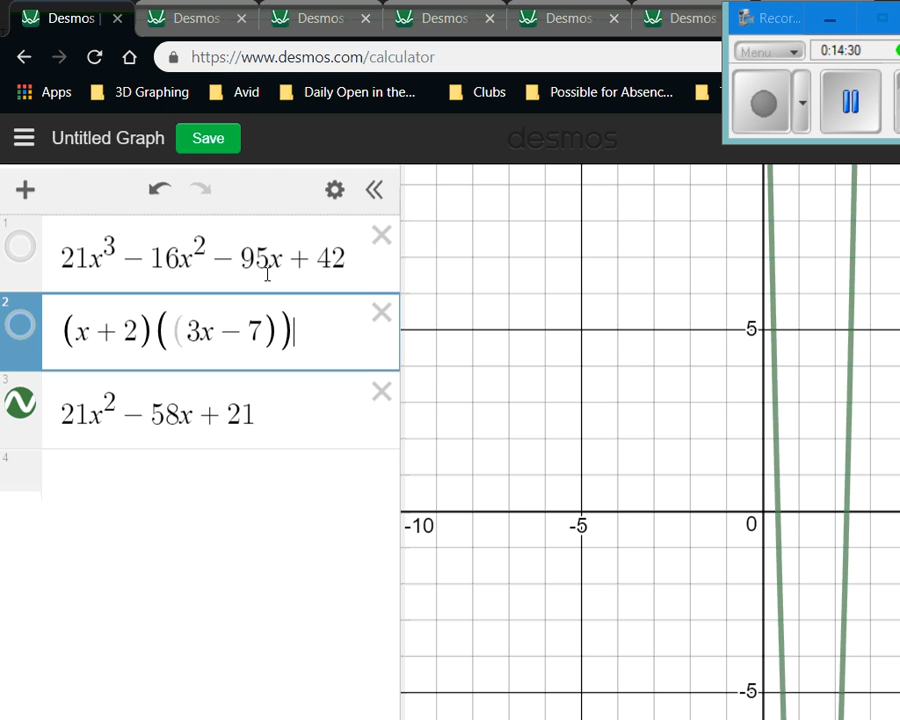 Desmos | Desmos Desmos Desmos Desmos Desmos Recor...
Menu 0:14:30
https://www.desmos.com/calculator
Apps 3D Graphing Avid Daily Open in the... Clubs Possible for Absenc...
Untitled Graph Save desmos
1
21x³ − 16x² − 95x + 42
2
(x + 2)((3x − 7))
3
21x² − 58x + 21
4
5
-10 -5 0
-5